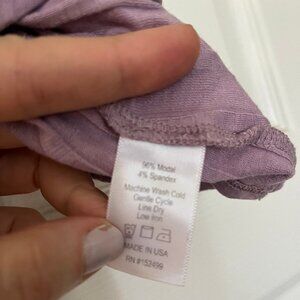 96% Modal
4% Spandex
Machine Wash Cold
Gentle Cycle
Line Dry
Low Iron
MADE IN USA
RN #152499